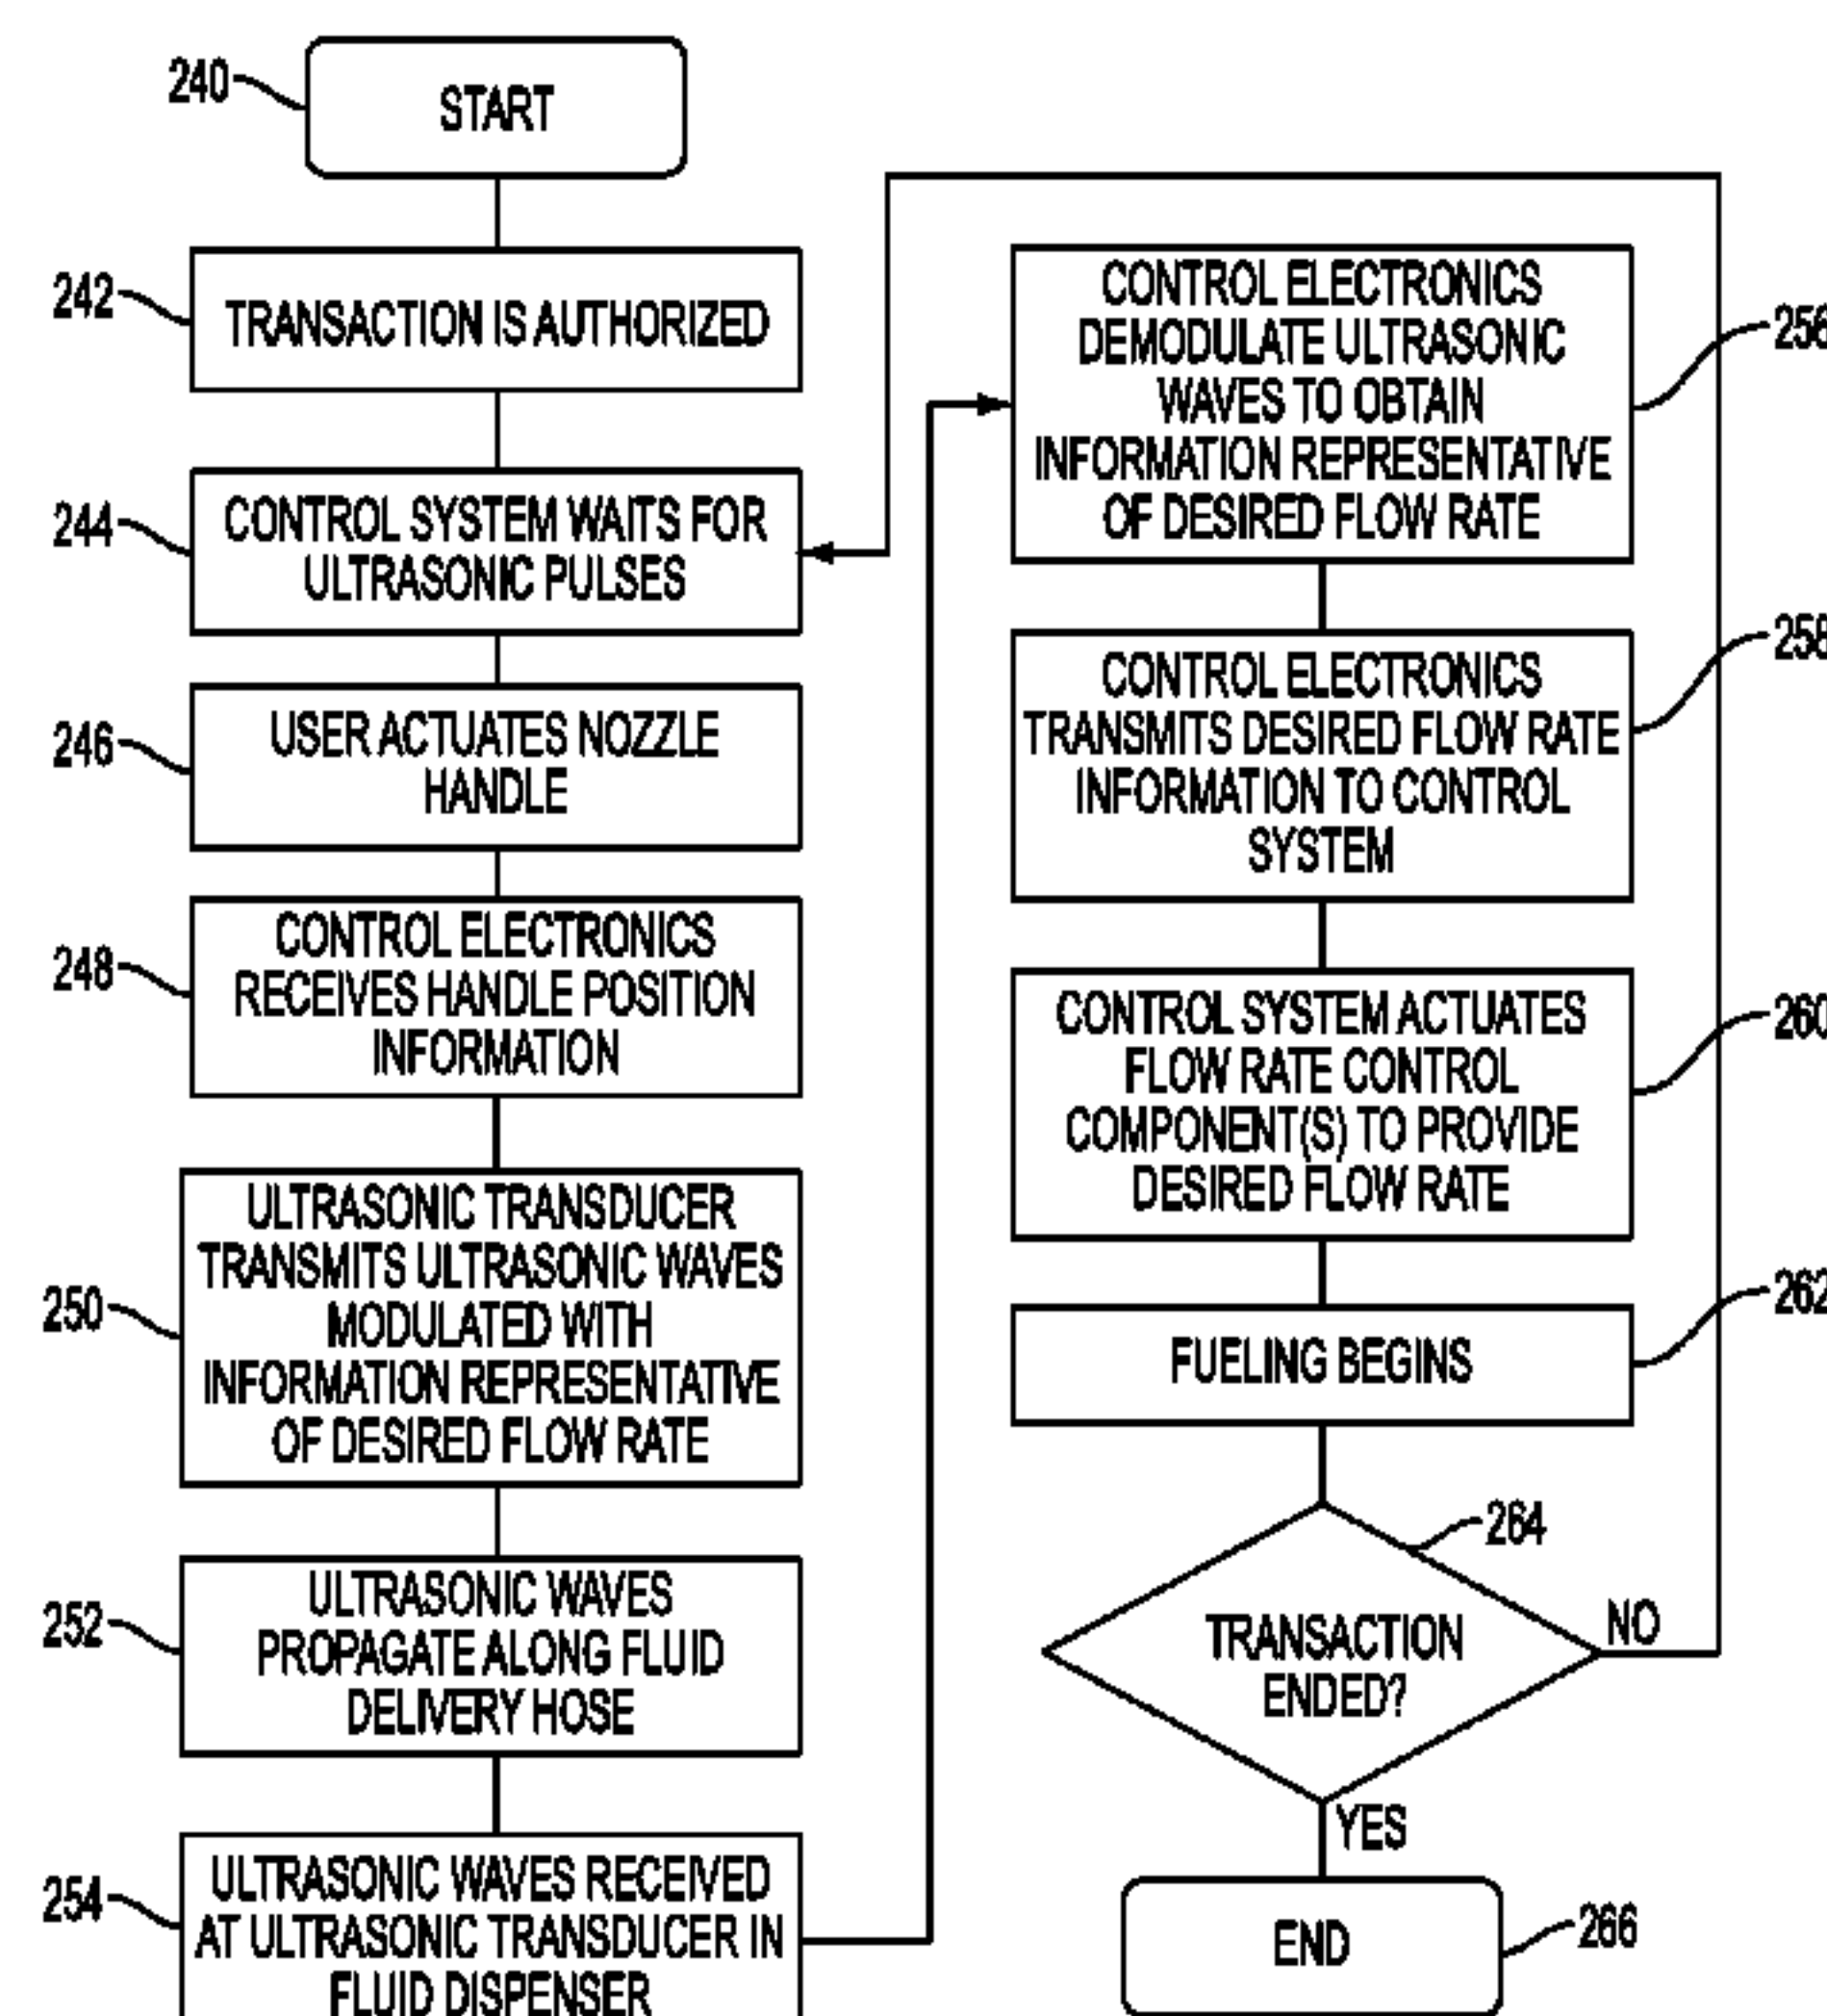 240
START
242
TRANSACTION IS AUTHORIZED
244
CONTROL SYSTEM WAITS FOR
ULTRASONIC PULSES
246
USER ACTUATES NOZZLE
HANDLE
248
CONTROL ELECTRONICS
RECEIVES HANDLE POSITION
INFORMATION
250
ULTRASONIC TRANSDUCER
TRANSMITS ULTRASONIC WAVES
MODULATED WITH
INFORMATION REPRESENTATIVE
OF DESIRED FLOW RATE
252
ULTRASONIC WAVES
PROPAGATE ALONG FLUID
DELIVERY HOSE
254
ULTRASONIC WAVES RECEIVED
AT ULTRASONIC TRANSDUCER IN
FLUID DISPENSER
CONTROL ELECTRONICS
DEMODULATE ULTRASONIC
WAVES TO OBTAIN
INFORMATION REPRESENTATIVE
OF DESIRED FLOW RATE
256
CONTROL ELECTRONICS
TRANSMITS DESIRED FLOW RATE
INFORMATION TO CONTROL
SYSTEM
258
CONTROL SYSTEM ACTUATES
FLOW RATE CONTROL
COMPONENT(S) TO PROVIDE
DESIRED FLOW RATE
260
FUELING BEGINS
262
264
TRANSACTION
ENDED?
NO
YES
END
266